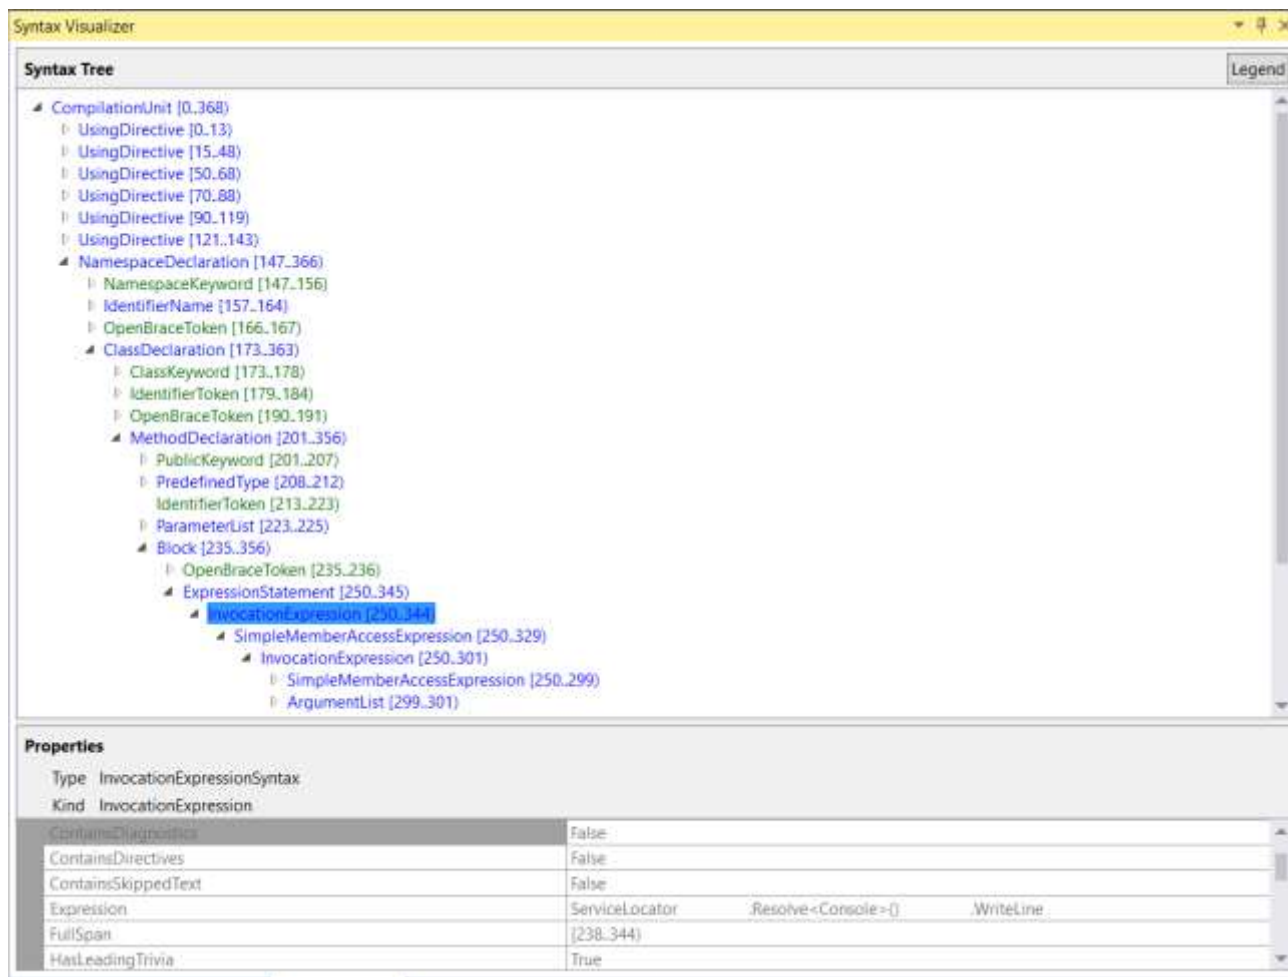 Syntax Visualizer
Syntax Tree
Legend
CompilationUnit [0..368)
UsingDirective [0..13)
UsingDirective [15..48)
UsingDirective [50..68)
UsingDirective [70..88)
UsingDirective [90..119)
UsingDirective [121..143)
NamespaceDeclaration [147..366)
NamespaceKeyword [147..156)
IdentifierName [157..164)
OpenBraceToken [166..167)
ClassDeclaration [173..363)
ClassKeyword [173..178)
IdentifierToken [179..184)
OpenBraceToken [190..191)
MethodDeclaration [201..356)
PublicKeyword [201..207)
PredefinedType [208..212)
IdentifierToken [213..223)
ParameterList [223..225)
Block [235..356)
OpenBraceToken [235..236)
ExpressionStatement [250..345)
InvocationExpression [250..344)
SimpleMemberAccessExpression [250..329)
InvocationExpression [250..301)
SimpleMemberAccessExpression [250..299)
ArgumentList [299..301)
Properties
Type InvocationExpressionSyntax
Kind InvocationExpression
ContainsDiagnostics False
ContainsDirectives False
ContainsSkippedText False
Expression ServiceLocator .Resolve<Console>() .WriteLine
FullSpan [238..344)
HasLeadingTrivia True